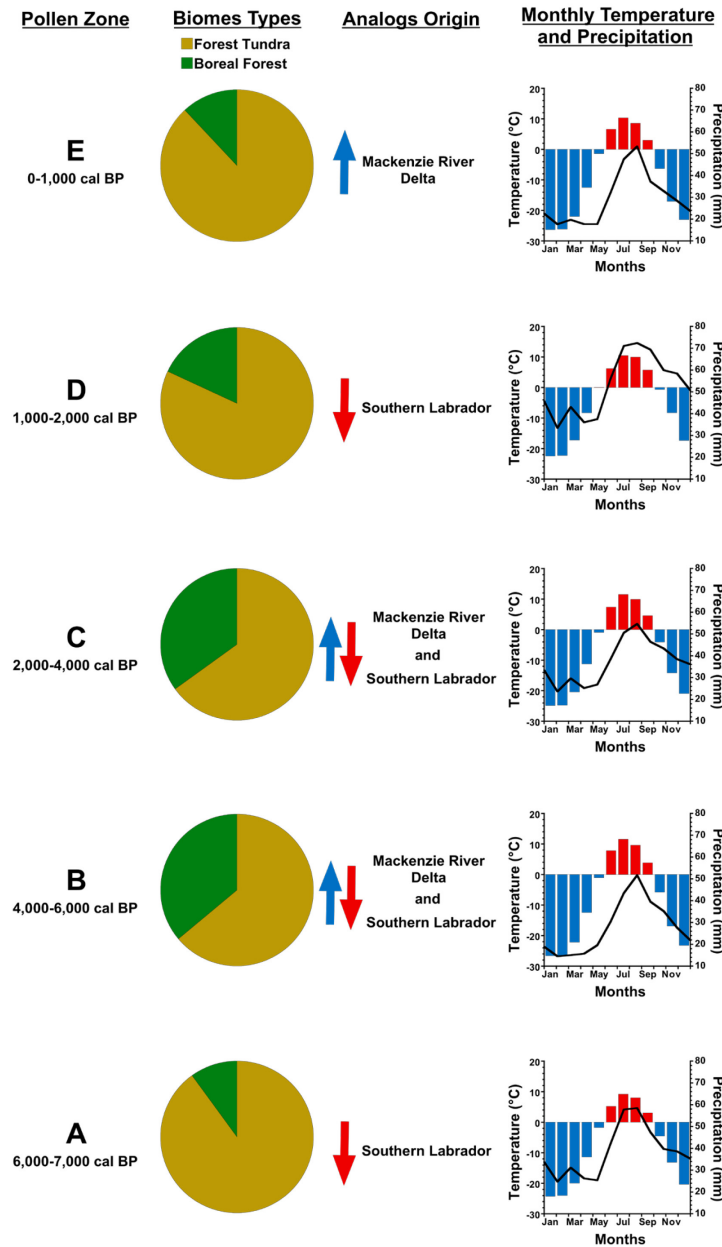 Pollen Zone
Biomes Types
Analogs Origin
Monthly Temperature
and Precipitation
Forest Tundra
Boreal Forest
E
0-1,000 cal BP
Mackenzie River
Delta
Temperature (°C)
20
10
0
-10
-20
-30
Jan Mar May Jul Sep Nov
Months
80
70
60
50
40
30
20
10
Precipitation (mm)
D
1,000-2,000 cal BP
Southern Labrador
Temperature (°C)
20
10
0
-10
-20
-30
Jan Mar May Jul Sep Nov
Months
80
70
60
50
40
30
20
10
Precipitation (mm)
C
2,000-4,000 cal BP
Mackenzie River
Delta
and
Southern Labrador
Temperature (°C)
20
10
0
-10
-20
-30
Jan Mar May Jul Sep Nov
Months
80
70
60
50
40
30
20
10
Precipitation (mm)
B
4,000-6,000 cal BP
Mackenzie River
Delta
and
Southern Labrador
Temperature (°C)
20
10
0
-10
-20
-30
Jan Mar May Jul Sep Nov
Months
80
70
60
50
40
30
20
10
Precipitation (mm)
A
6,000-7,000 cal BP
Southern Labrador
Temperature (°C)
20
10
0
-10
-20
-30
Jan Mar May Jul Sep Nov
Months
80
70
60
50
40
30
20
10
Precipitation (mm)